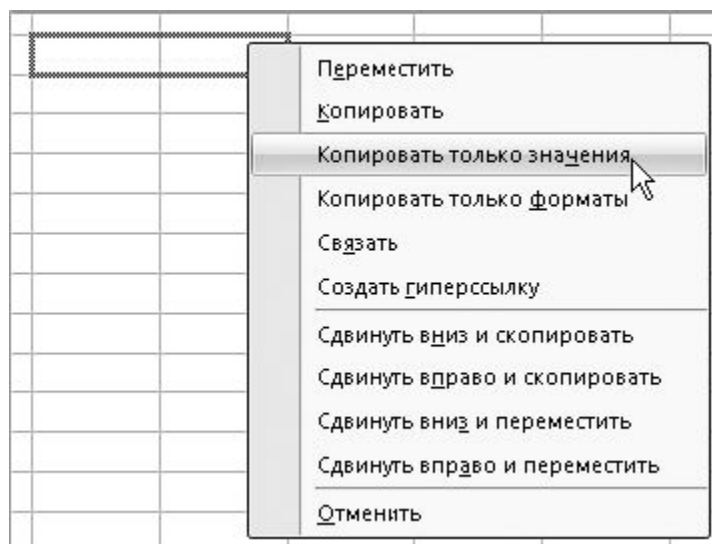 Переместить
Копировать
Копировать только значения
Копировать только форматы
Связать
Создать гиперссылку
Сдвинуть вниз и скопировать
Сдвинуть вправо и скопировать
Сдвинуть вниз и переместить
Сдвинуть вправо и переместить
Отменить